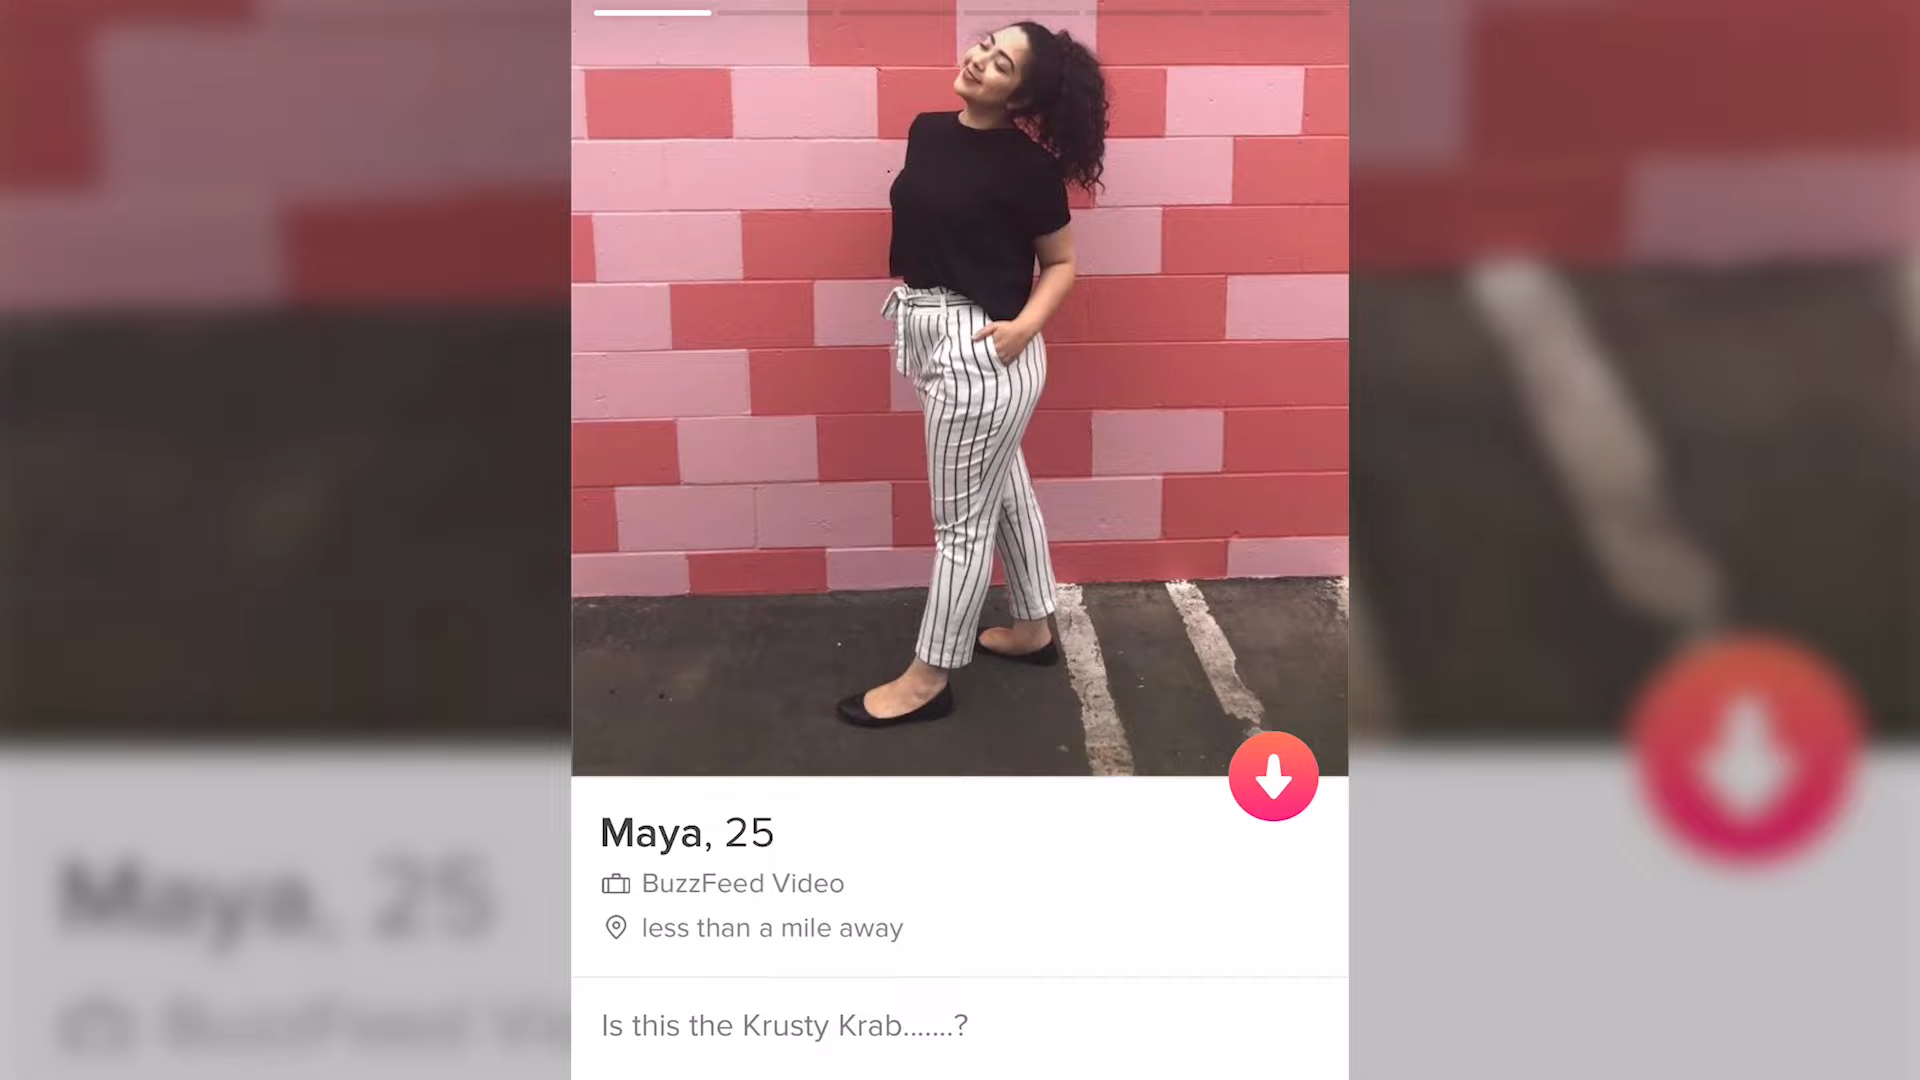 Maya, 25
BuzzFeed Video
less than a mile away
Is this the Krusty Krab.......?